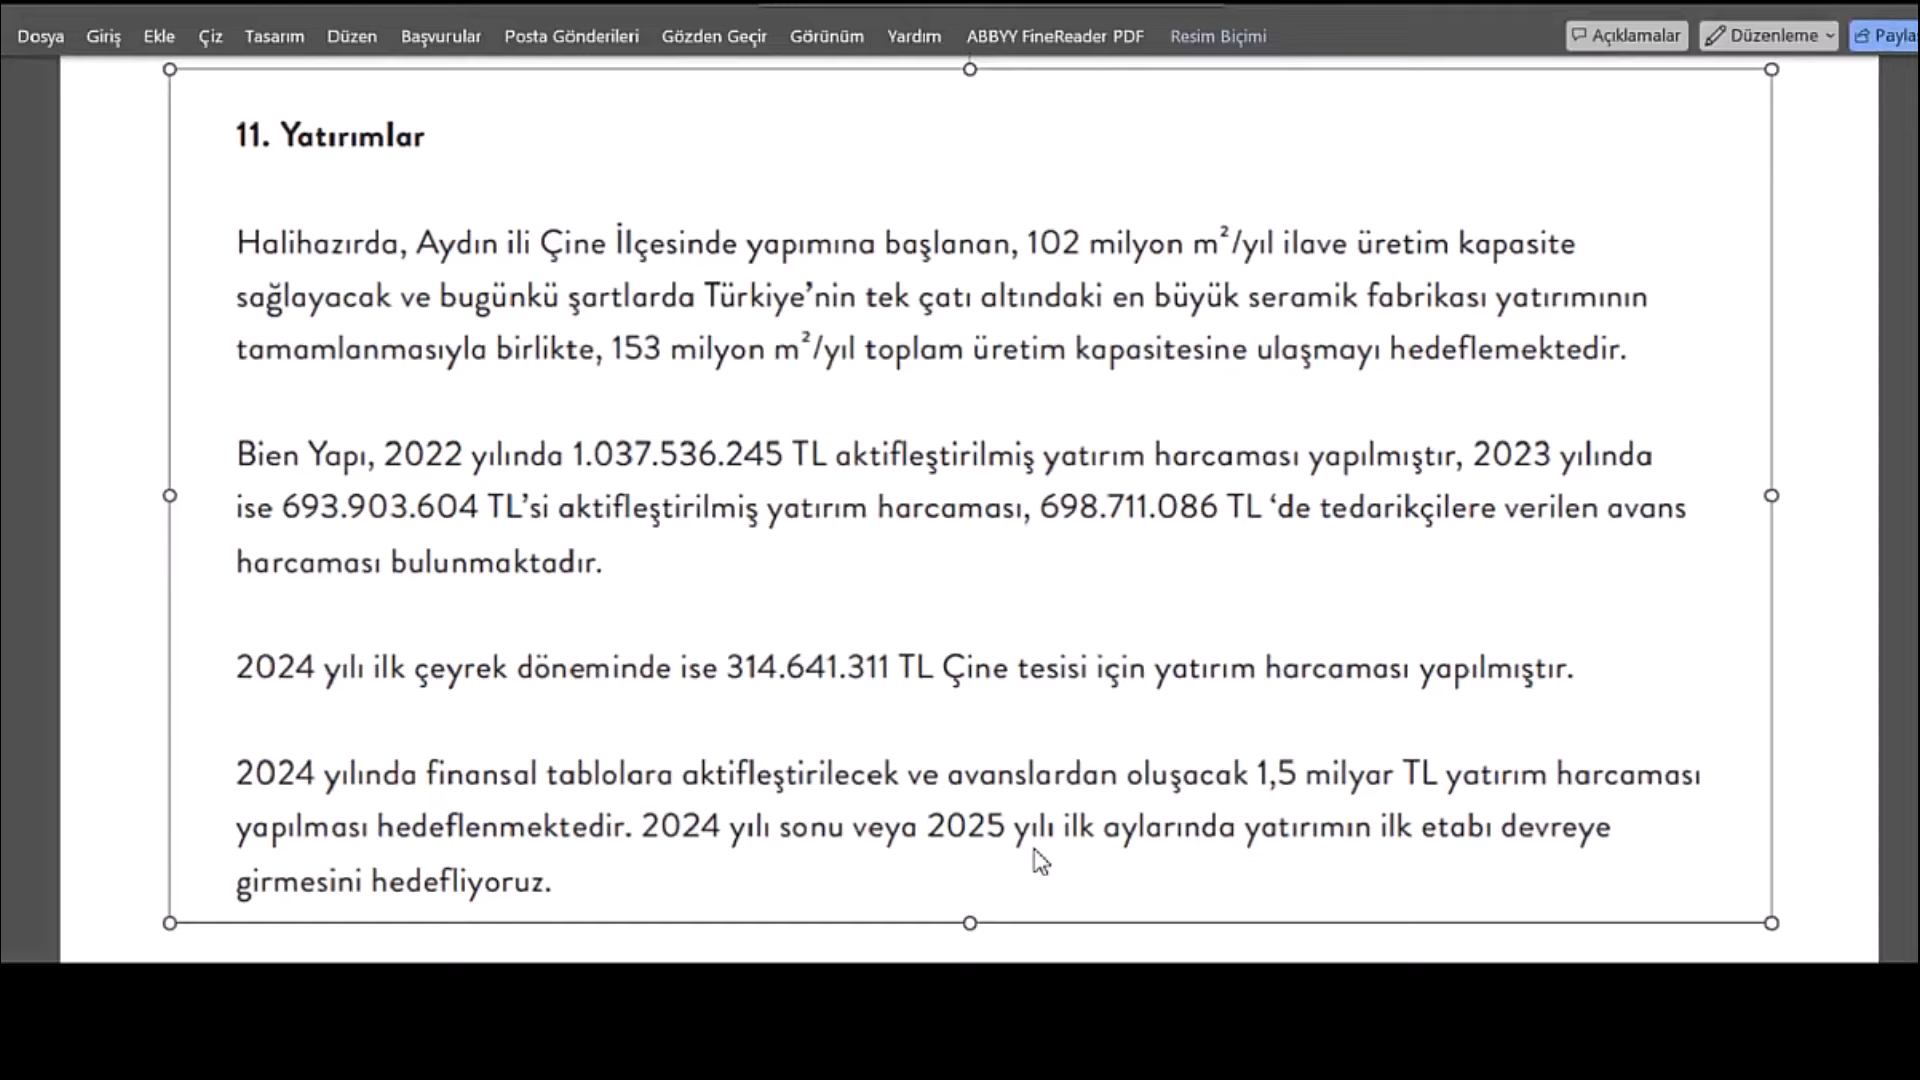 Dosya Giriş Ekle Çiz Tasarım Düzen Başvurular Posta Gönderileri Gözden Geçir Görünüm Yardım ABBYY FineReader PDF Resim Biçimi Açıklamalar Düzenleme Payla
11. Yatırımlar
Halihazırda, Aydın ili Çine İlçesinde yapımına başlanan, 102 milyon m²/yıl ilave üretim kapasite
sağlayacak ve bugünkü şartlarda Türkiye’nin tek çatı altındaki en büyük seramik fabrikası yatırımının
tamamlanmasıyla birlikte, 153 milyon m²/yıl toplam üretim kapasitesine ulaşmayı hedeflemektedir.
Bien Yapı, 2022 yılında 1.037.536.245 TL aktifleştirilmiş yatırım harcaması yapılmıştır, 2023 yılında
ise 693.903.604 TL’si aktifleştirilmiş yatırım harcaması, 698.711.086 TL ‘de tedarikçilere verilen avans
harcaması bulunmaktadır.
2024 yılı ilk çeyrek döneminde ise 314.641.311 TL Çine tesisi için yatırım harcaması yapılmıştır.
2024 yılında finansal tablolara aktifleştirilecek ve avanslardan oluşacak 1,5 milyar TL yatırım harcaması
yapılması hedeflenmektedir. 2024 yılı sonu veya 2025 yılı ilk aylarında yatırımın ilk etabı devreye
girmesini hedefliyoruz.